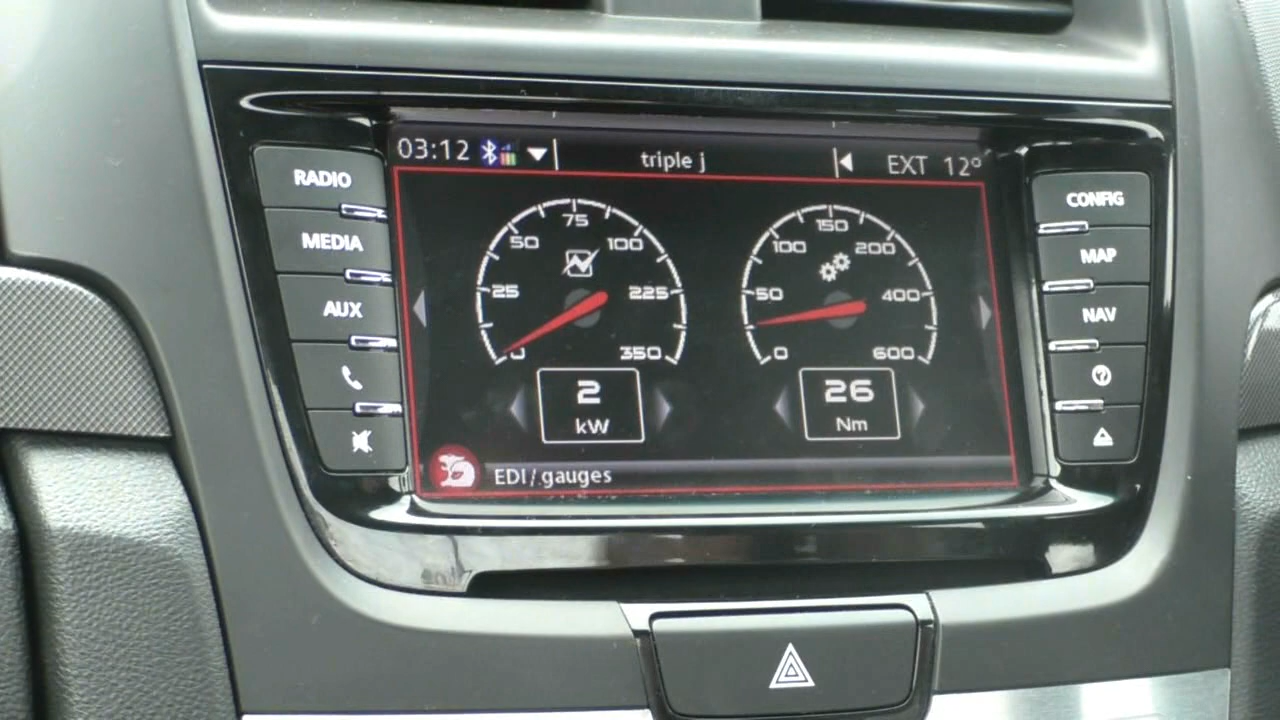 03:12 triple j EXT 12°
RADIO
MEDIA
AUX
CONFIG
MAP
NAV
?
0 25 50 75 100 225 350
0 50 100 150 200 400 600
2
kW
26
Nm
EDI/gauges